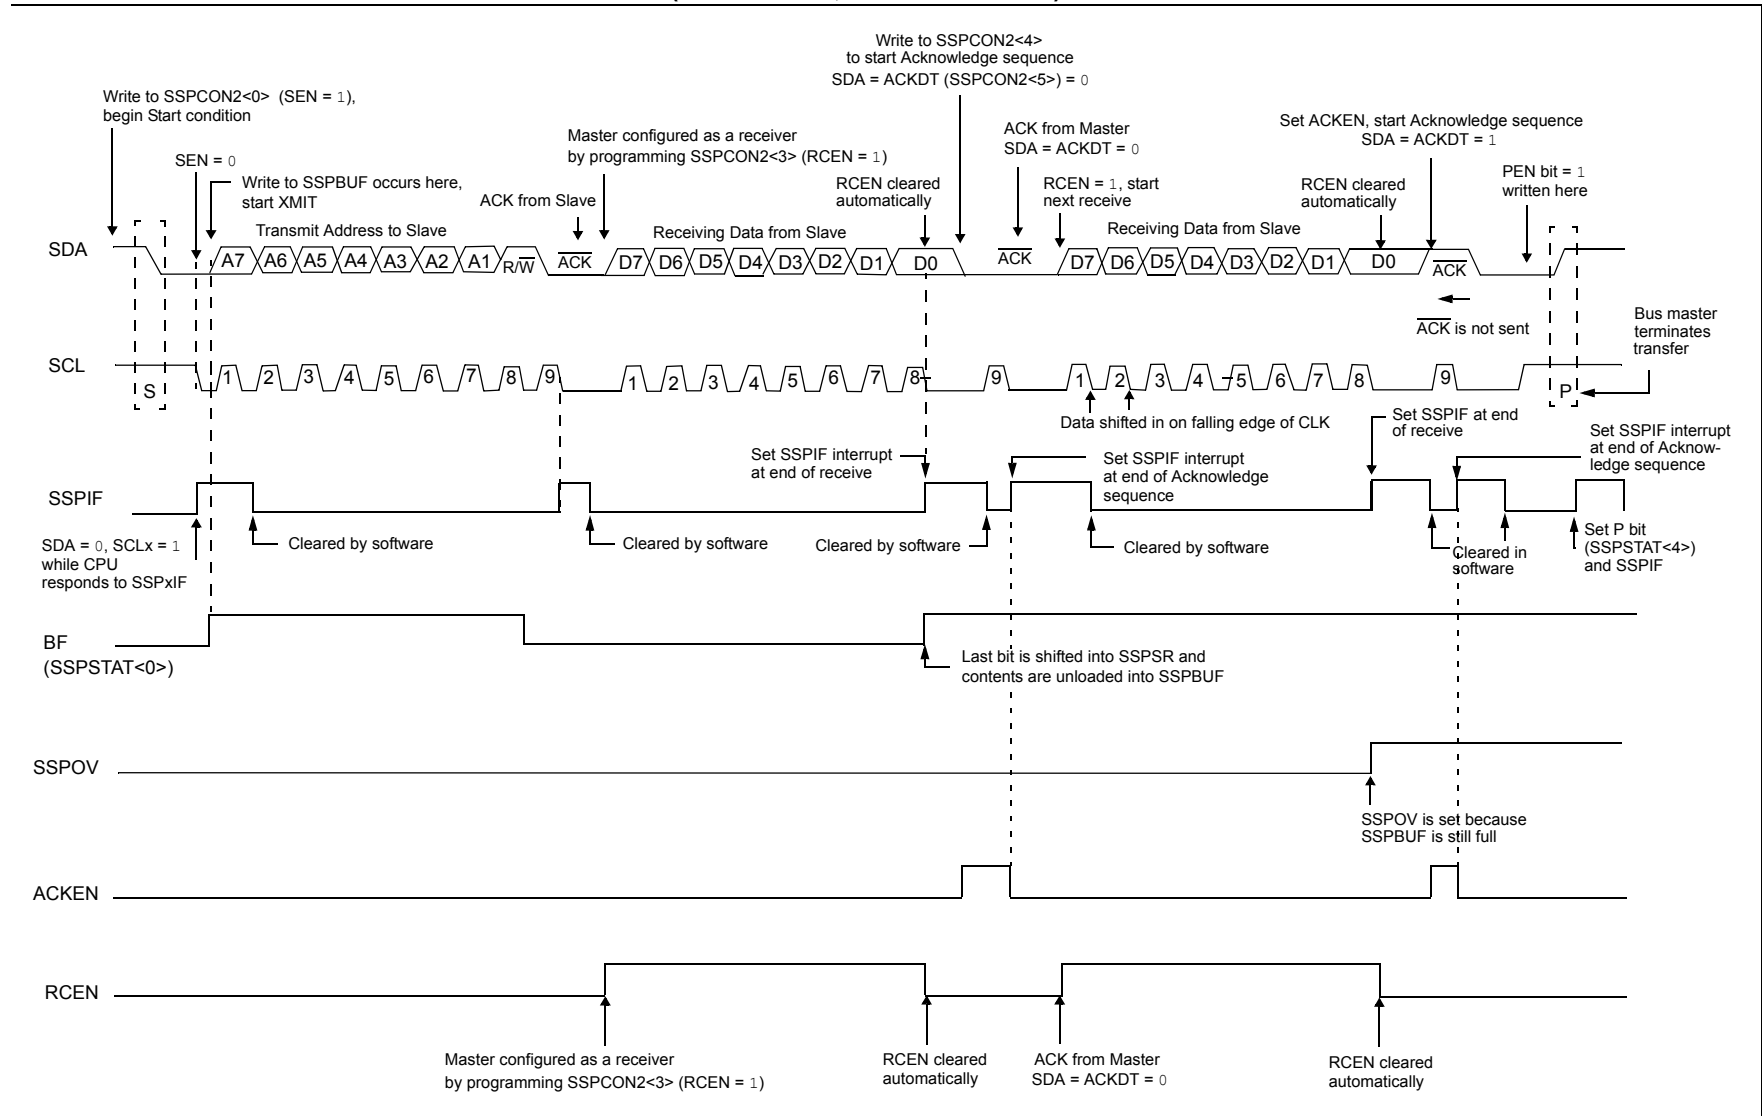 Write to SSPCON2<4>
to start Acknowledge sequence
SDA = ACKDT (SSPCON2<5>) = 0
Write to SSPCON2<0> (SEN = 1),
begin Start condition
Master configured as a receiver
by programming SSPCON2<3> (RCEN = 1)
ACK from Master
SDA = ACKDT = 0
Set ACKEN, start Acknowledge sequence
SDA = ACKDT = 1
SEN = 0
Write to SSPBUF occurs here,
start XMIT
ACK from Slave
RCEN cleared
automatically
RCEN = 1, start
next receive
RCEN cleared
automatically
PEN bit = 1
written here
Transmit Address to Slave
Receiving Data from Slave
Receiving Data from Slave
SDA A7 A6 A5 A4 A3 A2 A1 R/W ACK D7 D6 D5 D4 D3 D2 D1 D0 ACK D7 D6 D5 D4 D3 D2 D1 D0 ACK
ACK is not sent
Bus master
terminates
transfer
SCL S 1 2 3 4 5 6 7 8 9 1 2 3 4 5 6 7 8 9 1 2 3 4 5 6 7 8 9 P
Data shifted in on falling edge of CLK
Set SSPIF at end
of receive
Set SSPIF interrupt
at end of receive
Set SSPIF interrupt
at end of Acknowledge
sequence
Set SSPIF interrupt
at end of Acknow-
ledge sequence
SSPIF
SDA = 0, SCLx = 1
while CPU
responds to SSPxIF
Cleared by software
Cleared by software
Cleared by software
Cleared by software
Cleared in
software
Set P bit
(SSPSTAT<4>)
and SSPIF
BF
(SSPSTAT<0>)
Last bit is shifted into SSPSR and
contents are unloaded into SSPBUF
SSPOV
SSPOV is set because
SSPBUF is still full
ACKEN
RCEN
Master configured as a receiver
by programming SSPCON2<3> (RCEN = 1)
RCEN cleared
automatically
ACK from Master
SDA = ACKDT = 0
RCEN cleared
automatically